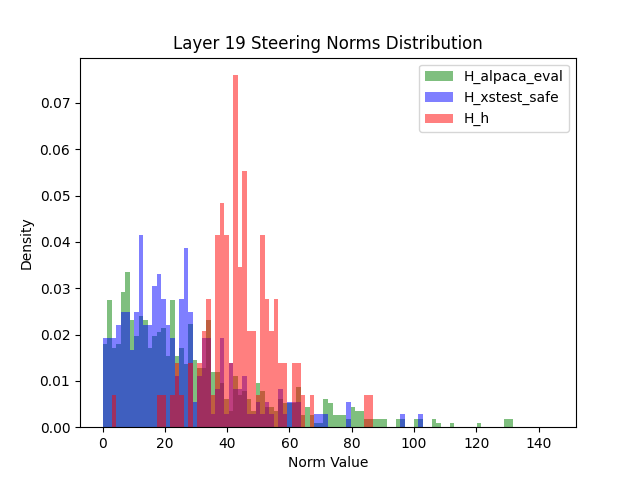 Layer 19 Steering Norms Distribution
H_alpaca_eval
H_xstest_safe
H_h
Density
0.07
0.06
0.05
0.04
0.03
0.02
0.01
0.00
0 20 40 60 80 100 120 140
Norm Value